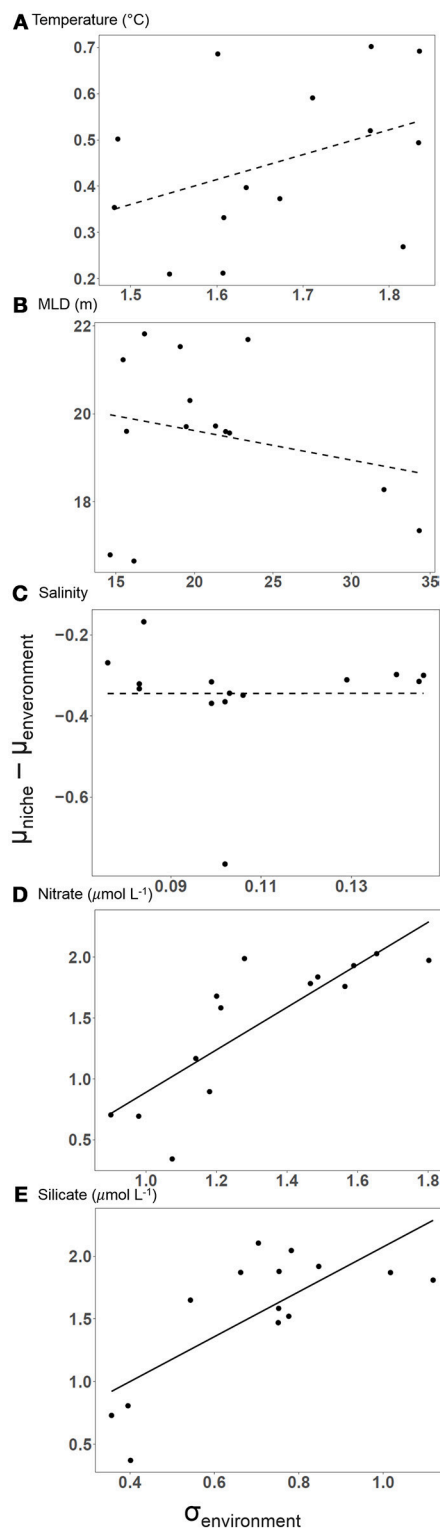 A Temperature (°C)
0.7
0.6
0.5
0.4
0.3
0.2
1.5 1.6 1.7 1.8
B MLD (m)
22
20
18
15 20 25 30 35
C Salinity
−0.2
−0.4
−0.6
0.09 0.11 0.13
μniche − μenveronment
D Nitrate (μmol L-1)
2.0
1.5
1.0
0.5
1.0 1.2 1.4 1.6 1.8
E Silicate (μmol L-1)
2.0
1.5
1.0
0.5
0.4 0.6 0.8 1.0
σenvironment